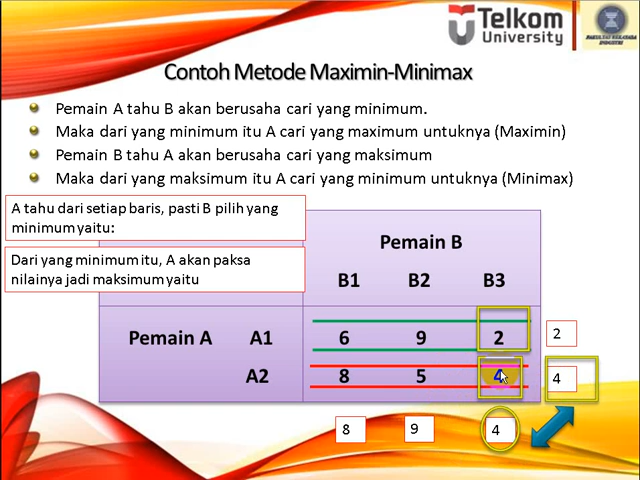 Telkom
University
FAKULTAS REKAYASA
INDUSTRI
Contoh Metode Maximin-Minimax
Pemain A tahu B akan berusaha cari yang minimum.
Maka dari yang minimum itu A cari yang maximum untuknya (Maximin)
Pemain B tahu A akan berusaha cari yang maksimum
Maka dari yang maksimum itu A cari yang minimum untuknya (Minimax)
A tahu dari setiap baris, pasti B pilih yang
minimum yaitu:
Dari yang minimum itu, A akan paksa
nilainya jadi maksimum yaitu
Pemain B
B1 B2 B3
Pemain A A1 6 9 2 2
A2 8 5 4 4
8 9 4